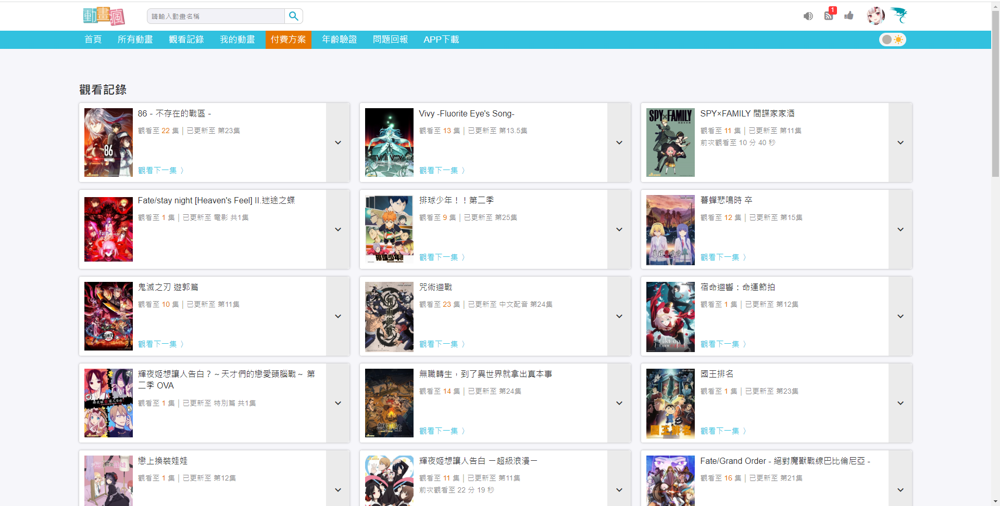 動畫瘋
請輸入動畫名稱
1
首頁 所有動畫 觀看記錄 我的動畫 付費方案 年齡驗證 問題回報 APP下載
觀看記錄
86 - 不存在的戰區 -
觀看至 22 集 | 已更新至 第23集
觀看下一集 〉
86
Vivy -Fluorite Eye's Song-
觀看至 13 集 | 已更新至 第13.5集
觀看下一集 〉
VIVY
SPY×FAMILY 間諜家家酒
觀看至 11 集 | 已更新至 第11集
前次觀看至 10 分 40 秒
SPY×FAMILY
Fate/stay night [Heaven's Feel] II.迷途之蝶
觀看至 1 集 | 已更新至 電影 共1集
Fate
排球少年！！第二季
觀看至 9 集 | 已更新至 第25集
觀看下一集 〉
排球少年!!
SECOND SEASON
暮蟬悲鳴時 卒
觀看至 12 集 | 已更新至 第15集
觀看下一集 〉
鬼滅之刃 遊郭篇
觀看至 10 集 | 已更新至 第11集
觀看下一集 〉
咒術迴戰
觀看至 23 集 | 已更新至 中文配音 第24集
觀看下一集 〉
咒術迴戰
宿命迴響：命運節拍
觀看至 1 集 | 已更新至 第12集
觀看下一集 〉
takt op.
輝夜姬想讓人告白？～天才們的戀愛頭腦戰～ 第
二季 OVA
觀看至 1 集 | 已更新至 特別篇 共1集
無職轉生，到了異世界就拿出真本事
觀看至 14 集 | 已更新至 第24集
觀看下一集 〉
國王排名
觀看至 1 集 | 已更新至 第23集
觀看下一集 〉
國王排名
戀上換裝娃娃
觀看至 1 集 | 已更新至 第12集
輝夜姬想讓人告白 －超級浪漫－
觀看至 11 集 | 已更新至 第11集
前次觀看至 22 分 19 秒
Fate/Grand Order - 絕對魔獸戰線巴比倫尼亞 -
觀看至 16 集 | 已更新至 第21集